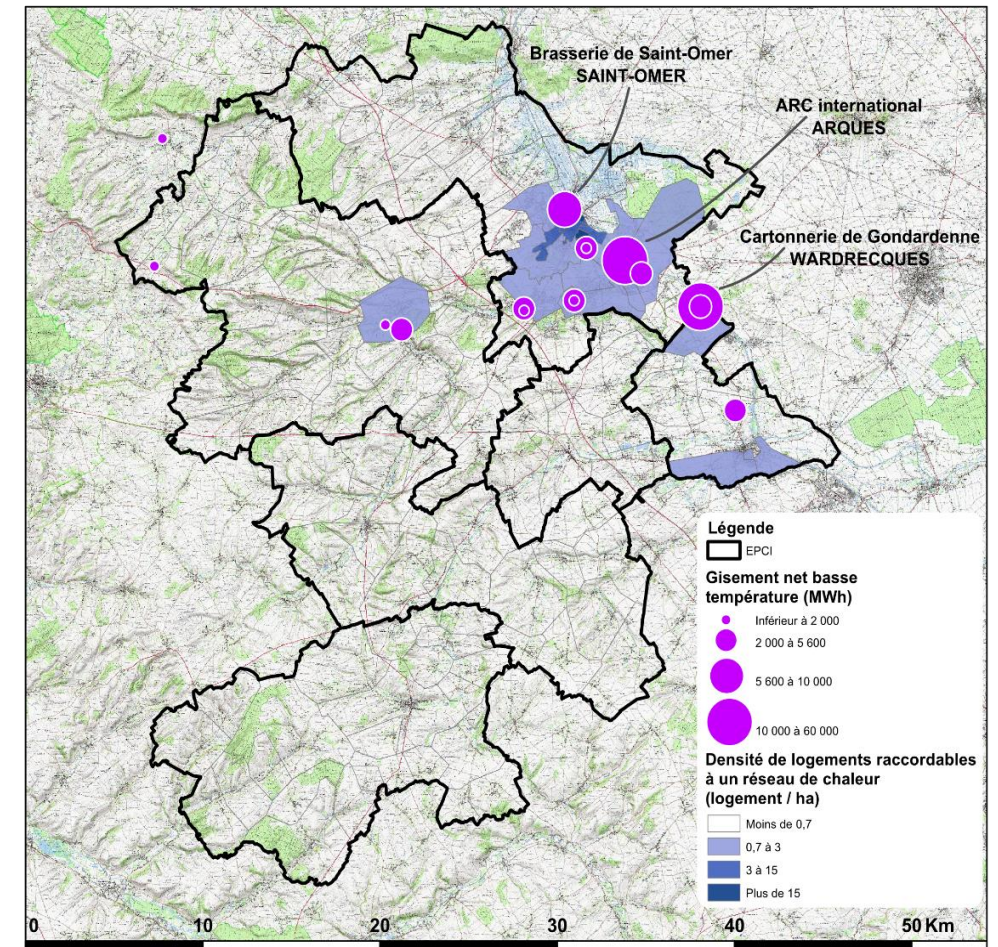 Brasserie de Saint-Omer
SAINT-OMER
ARC international
ARQUES
Cartonnerie de Gondardenne
WARDRECQUES
Légende
EPCI
Gisement net basse
température (MWh)
Inférieur à 2 000
2 000 à 5 600
5 600 à 10 000
10 000 à 60 000
Densité de logements raccordables
à un réseau de chaleur
(logement / ha)
Moins de 0,7
0,7 à 3
3 à 15
Plus de 15
0 10 20 30 40 50 Km